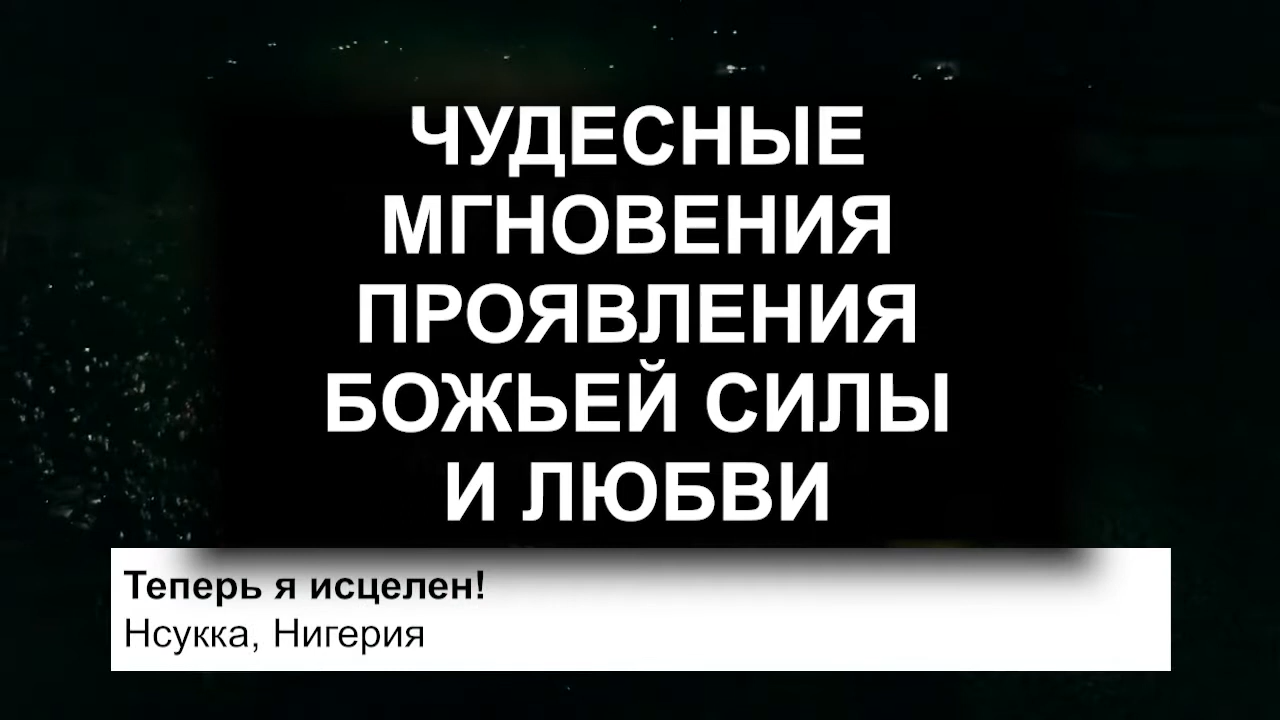 ЧУДЕСНЫЕ
МГНОВЕНИЯ
ПРОЯВЛЕНИЯ
БОЖЬЕЙ СИЛЫ
И ЛЮБВИ
Теперь я исцелен!
Нсукка, Нигерия